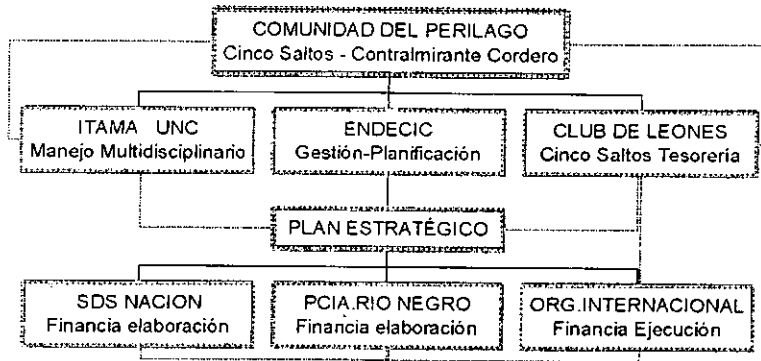 COMUNIDAD DEL PERILAGO
Cinco Saltos - Contralmirante Cordero
ITAMA UNC
Manejo Multidisciplinario
ENDECIC
Gestión-Planificación
CLUB DE LEONES
Cinco Saltos Tesorería
PLAN ESTRATÉGICO
SDS NACION
Financia elaboración
PCIA.RIO NEGRO
Financia elaboración
ORG.INTERNACIONAL
Financia Ejecución